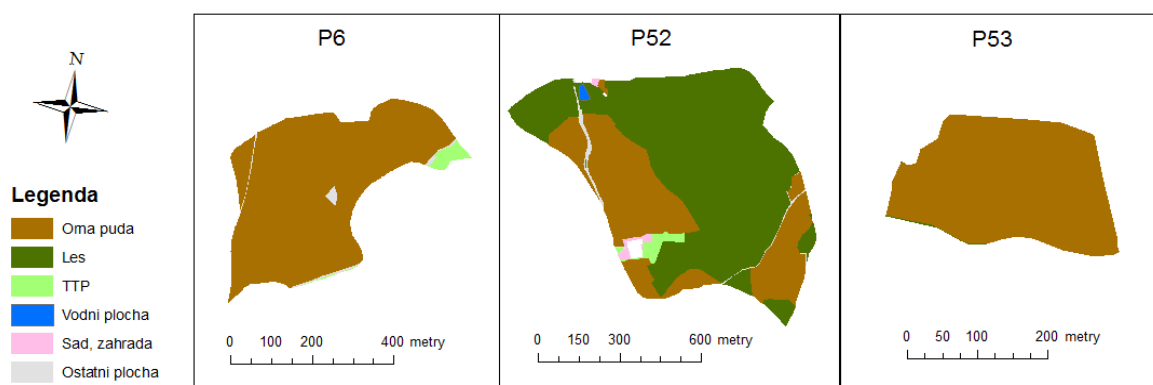 P6
P52
P53
N
Legenda
Orna puda
Les
TTP
Vodni plocha
Sad, zahrada
Ostatni plocha
0 100 200 400 metry
0 150 300 600 metry
0 50 100 200 metry